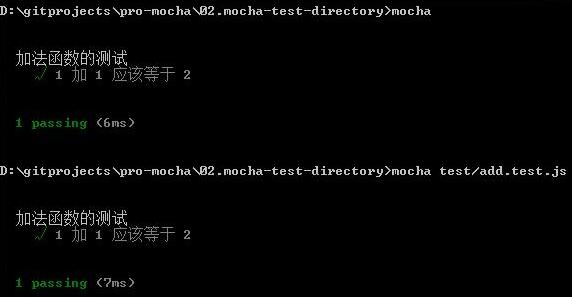 D:\gitprojects\pro-mocha\02.mocha-test-directory>mocha
加法函数的测试
√ 1 加 1 应该等于 2
1 passing (6ms)
D:\gitprojects\pro-mocha\02.mocha-test-directory>mocha test/add.test.js
加法函数的测试
√ 1 加 1 应该等于 2
1 passing (7ms)